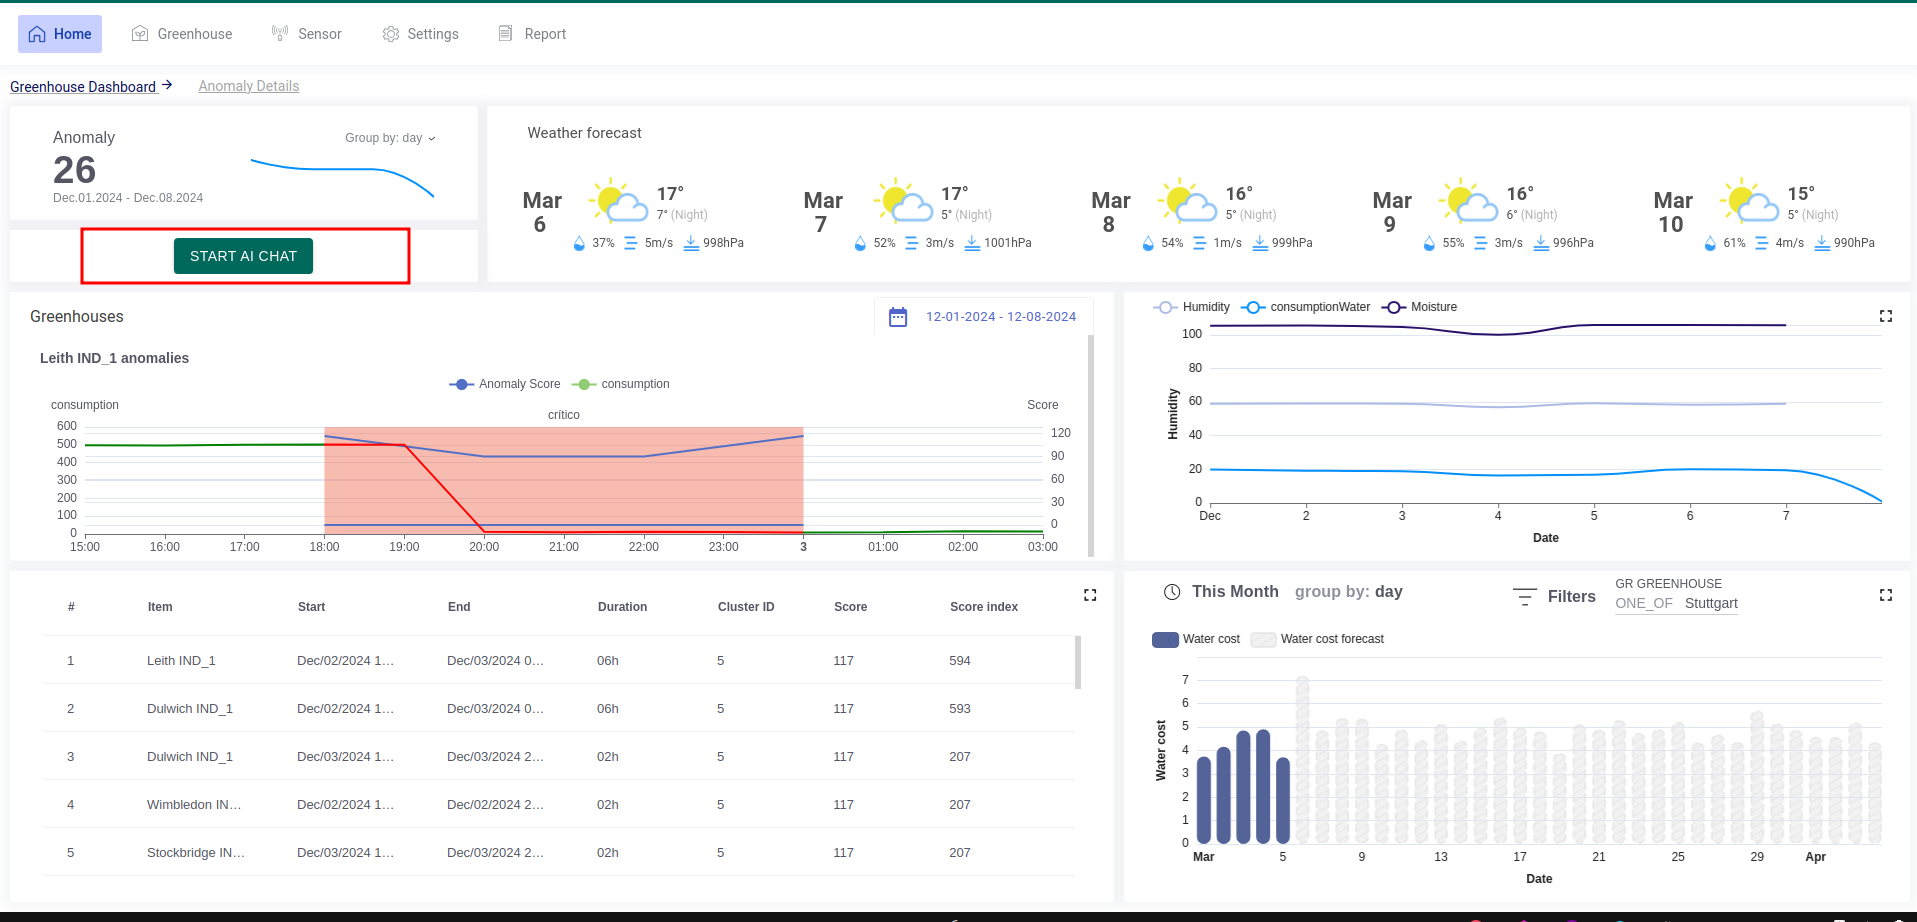 Home Greenhouse Sensor Settings Report
Greenhouse Dashboard Anomaly Details
Anomaly
Group by: day
26
Dec.01.2024 - Dec.08.2024
START AI CHAT
Weather forecast
Mar 6
17°
7° (Night)
37% 5m/s 998hPa
Mar 7
17°
5° (Night)
52% 3m/s 1001hPa
Mar 8
16°
5° (Night)
54% 1m/s 999hPa
Mar 9
16°
6° (Night)
55% 3m/s 996hPa
Mar 10
15°
5° (Night)
61% 4m/s 990hPa
Greenhouses
12-01-2024 - 12-08-2024
Leith IND_1 anomalies
Anomaly Score consumption
consumption
crítico
Score
600
500
400
300
200
100
0
120
90
60
30
0
15:00 16:00 17:00 18:00 19:00 20:00 21:00 22:00 23:00 3 01:00 02:00 03:00
Humidity consumptionWater Moisture
100
80
60
40
20
0
Humidity
Dec 2 3 4 5 6 7
Date
# Item Start End Duration Cluster ID Score Score index
1 Leith IND_1 Dec/02/2024 1... Dec/03/2024 0... 06h 5 117 594
2 Dulwich IND_1 Dec/02/2024 1... Dec/03/2024 0... 06h 5 117 593
3 Dulwich IND_1 Dec/03/2024 1... Dec/03/2024 2... 02h 5 117 207
4 Wimbledon IN... Dec/02/2024 1... Dec/02/2024 2... 02h 5 117 207
5 Stockbridge IN... Dec/03/2024 1... Dec/03/2024 2... 02h 5 117 207
This Month group by: day
Filters
GR GREENHOUSE
ONE_OF Stuttgart
Water cost Water cost forecast
7
6
5
4
3
2
1
0
Water cost
Mar 5 9 13 17 21 25 29 Apr
Date